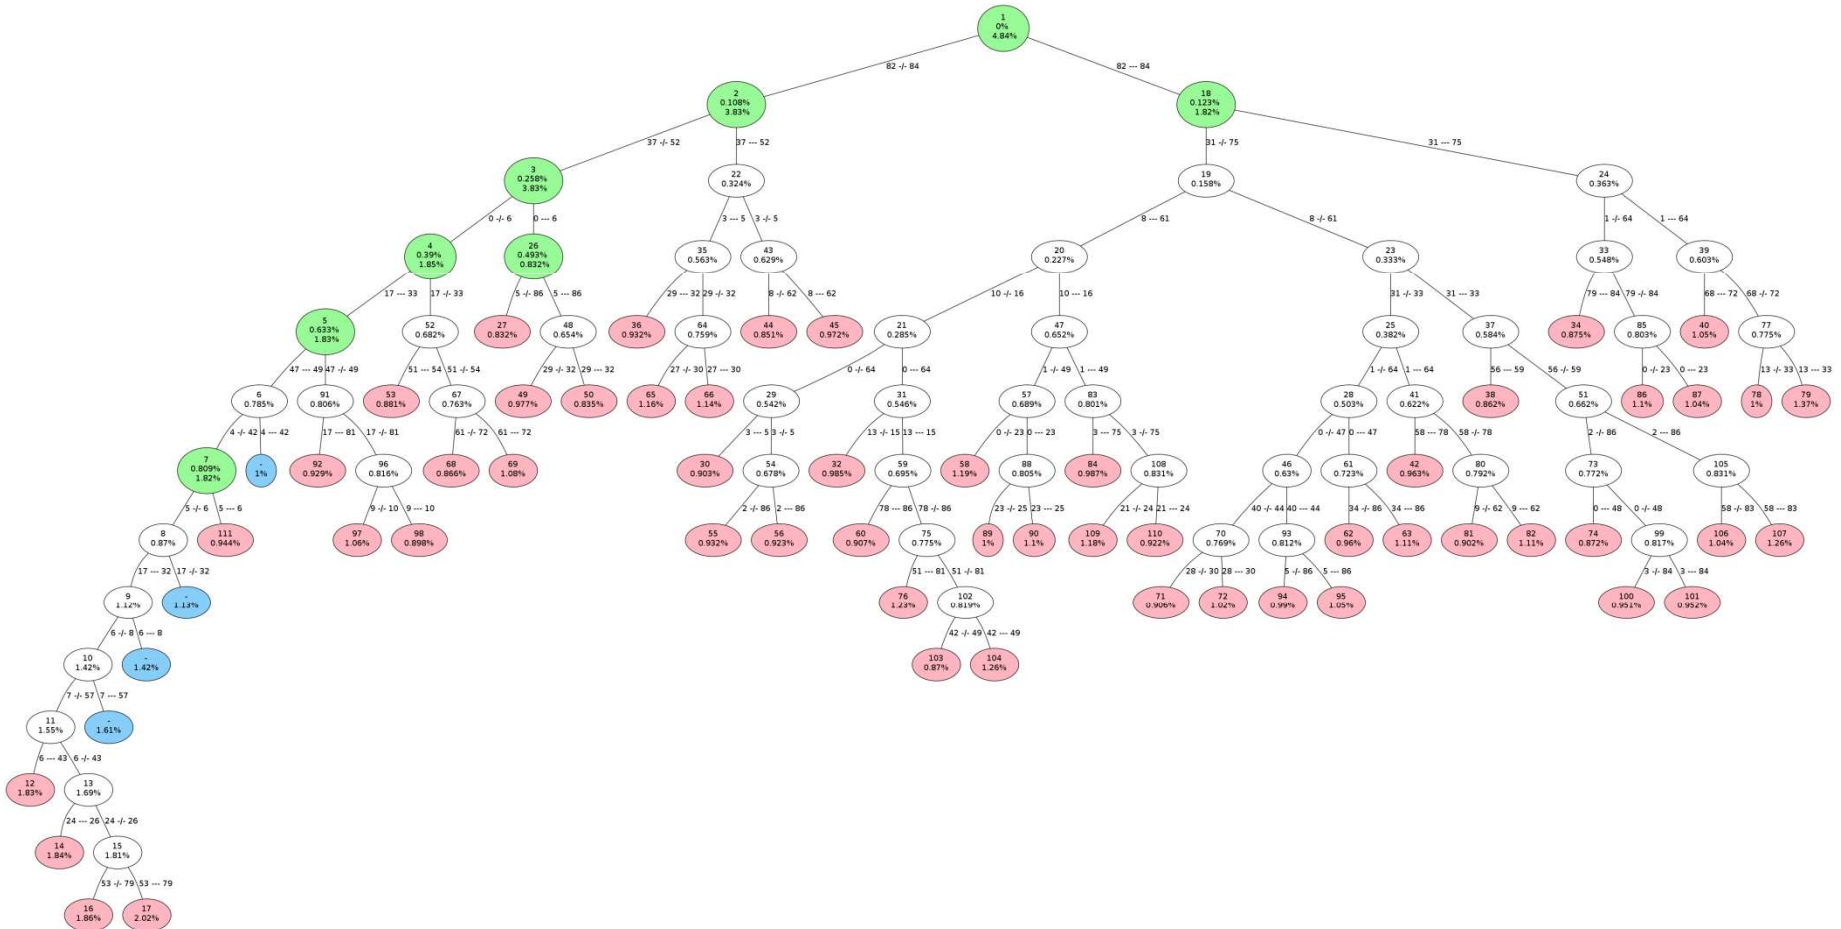 1
0%
4.84%
82 -/- 84
82 --- 84
2
0.108%
3.83%
18
0.123%
1.82%
37 -/- 52
37 --- 52
31 -/- 75
31 --- 75
3
0.258%
3.83%
22
0.324%
19
0.158%
24
0.363%
0 -/- 6
0 --- 6
3 --- 5
3 -/- 5
8 --- 61
8 -/- 61
1 -/- 64
1 --- 64
4
0.39%
1.85%
26
0.493%
0.832%
35
0.563%
43
0.629%
20
0.227%
23
0.333%
33
0.548%
39
0.603%
17 --- 33
17 -/- 33
5 -/- 86
5 --- 86
29 --- 32
29 -/- 32
8 -/- 62
8 --- 62
10 -/- 16
10 --- 16
31 -/- 33
31 --- 33
79 --- 84
79 -/- 84
68 --- 72
68 -/- 72
5
0.633%
1.83%
52
0.682%
27
0.832%
48
0.654%
36
0.932%
64
0.759%
44
0.851%
45
0.972%
21
0.285%
47
0.652%
25
0.382%
37
0.584%
34
0.875%
85
0.803%
40
1.05%
77
0.775%
47 --- 49
47 -/- 49
51 --- 54
51 -/- 54
29 -/- 32
29 --- 32
27 -/- 30
27 --- 30
0 -/- 64
0 --- 64
1 -/- 49
1 --- 49
1 -/- 64
1 --- 64
56 --- 59
56 -/- 59
0 -/- 23
0 --- 23
13 -/- 33
13 --- 33
6
0.785%
91
0.806%
53
0.881%
67
0.763%
49
0.977%
50
0.835%
65
1.16%
66
1.14%
29
0.542%
31
0.546%
57
0.689%
83
0.801%
28
0.503%
41
0.622%
38
0.862%
51
0.662%
86
1.1%
87
1.04%
78
1%
79
1.37%
4 -/- 42
4 --- 42
17 --- 81
17 -/- 81
61 -/- 72
61 --- 72
3 --- 5
3 -/- 5
13 -/- 15
13 --- 15
0 -/- 23
0 --- 23
3 --- 75
3 -/- 75
0 -/- 47
0 --- 47
58 --- 78
58 -/- 78
2 -/- 86
2 --- 86
7
0.809%
1.82%
-
1%
92
0.929%
96
0.816%
68
0.866%
69
1.08%
30
0.903%
54
0.678%
32
0.985%
59
0.695%
58
1.19%
88
0.805%
84
0.987%
108
0.831%
46
0.63%
61
0.723%
42
0.963%
80
0.792%
73
0.772%
105
0.831%
5 -/- 6
5 --- 6
9 -/- 10
9 --- 10
2 -/- 86
2 --- 86
78 --- 86
78 -/- 86
23 -/- 25
23 --- 25
21 -/- 24
21 --- 24
40 -/- 44
40 --- 44
34 -/- 86
34 --- 86
9 -/- 62
9 --- 62
0 --- 48
0 -/- 48
58 -/- 83
58 --- 83
8
0.87%
111
0.944%
97
1.06%
98
0.898%
55
0.932%
56
0.923%
60
0.907%
75
0.775%
89
1%
90
1.1%
109
1.18%
110
0.922%
70
0.769%
93
0.812%
62
0.96%
63
1.11%
81
0.902%
82
1.11%
74
0.872%
99
0.817%
106
1.04%
107
1.26%
17 --- 32
17 -/- 32
51 --- 81
51 -/- 81
28 -/- 30
28 --- 30
5 -/- 86
5 --- 86
3 -/- 84
3 --- 84
9
1.12%
-
1.13%
76
1.23%
102
0.819%
71
0.906%
72
1.02%
94
0.99%
95
1.05%
100
0.951%
101
0.952%
6 -/- 8
6 --- 8
42 -/- 49
42 --- 49
10
1.42%
-
1.42%
103
0.87%
104
1.26%
7 -/- 57
7 --- 57
11
1.55%
-
1.61%
6 --- 43
6 -/- 43
12
1.83%
13
1.69%
24 --- 26
24 -/- 26
14
1.84%
15
1.81%
53 -/- 79
53 --- 79
16
1.86%
17
2.02%